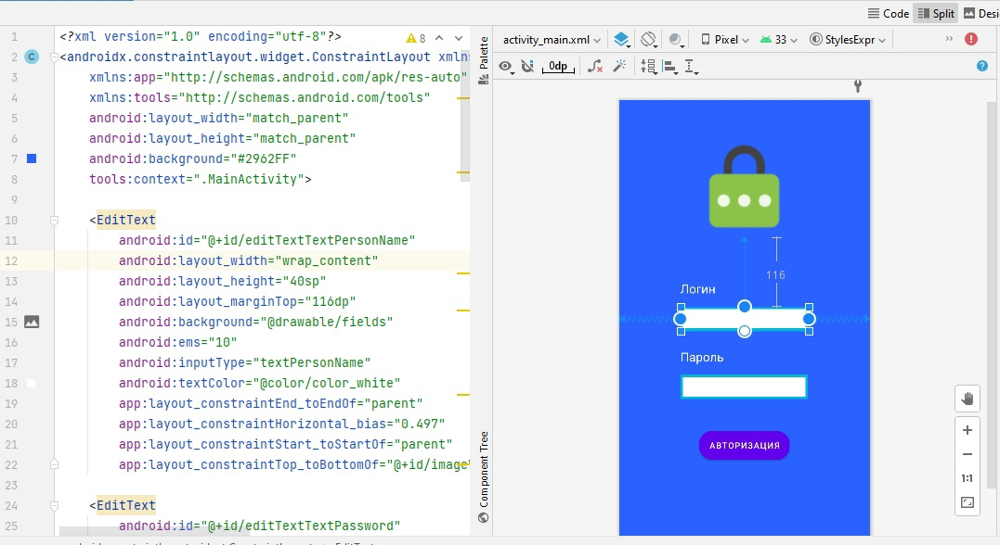 Code Split Desi
1 <?xml version="1.0" encoding="utf-8"?> 8
2 C <androidx.constraintlayout.widget.ConstraintLayout xmln
3 xmlns:app="http://schemas.android.com/apk/res-auto"
4 xmlns:tools="http://schemas.android.com/tools"
5 android:layout_width="match_parent"
6 android:layout_height="match_parent"
7 android:background="#2962FF"
8 tools:context=".MainActivity">
9
10 <EditText
11 android:id="@+id/editTextTextPersonName"
12 android:layout_width="wrap_content"
13 android:layout_height="40sp"
14 android:layout_marginTop="116dp"
15 android:background="@drawable/fields"
16 android:ems="10"
17 android:inputType="textPersonName"
18 android:textColor="@color/color_white"
19 app:layout_constraintEnd_toEndOf="parent"
20 app:layout_constraintHorizontal_bias="0.497"
21 app:layout_constraintStart_toStartOf="parent"
22 app:layout_constraintTop_toBottomOf="@+id/image
23
24 <EditText
25 android:id="@+id/editTextTextPassword"
Palette
Component Tree
activity_main.xml Pixel 33 StylesExpr
0dp
116
Логин
Пароль
АВТОРИЗАЦИЯ
1:1